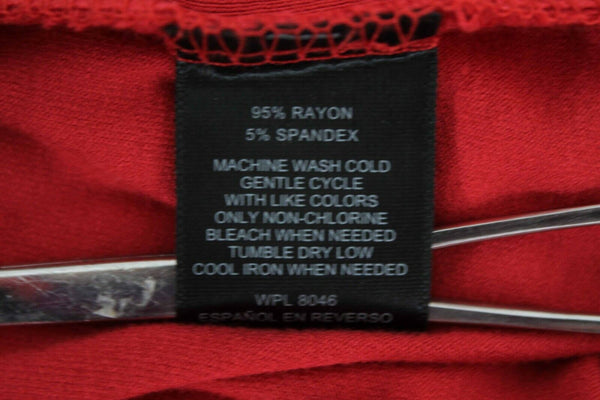 95% RAYON
5% SPANDEX
MACHINE WASH COLD
GENTLE CYCLE
WITH LIKE COLORS
ONLY NON-CHLORINE
BLEACH WHEN NEEDED
TUMBLE DRY LOW
COOL IRON WHEN NEEDED
WPL 8046
ESPAÑOL EN REVERSO